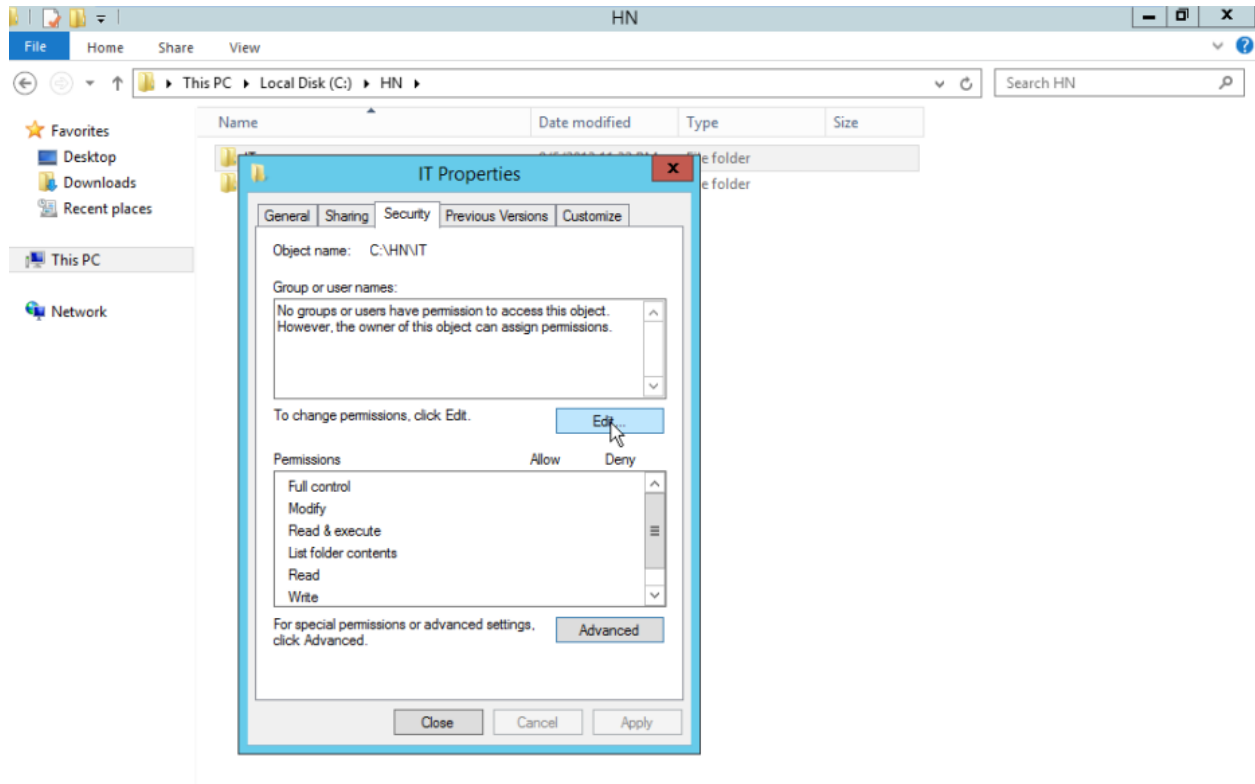 HN
File Home Share View
This PC Local Disk (C:) HN
Search HN
Name Date modified Type Size
Favorites
Desktop
Downloads
Recent places
This PC
Network
File folder
e folder
IT Properties
General Sharing Security Previous Versions Customize
Object name: C:\HN\IT
Group or user names:
No groups or users have permission to access this object.
However, the owner of this object can assign permissions.
To change permissions, click Edit.
Edit...
Permissions Allow Deny
Full control
Modify
Read & execute
List folder contents
Read
Write
For special permissions or advanced settings,
click Advanced.
Advanced
Close Cancel Apply